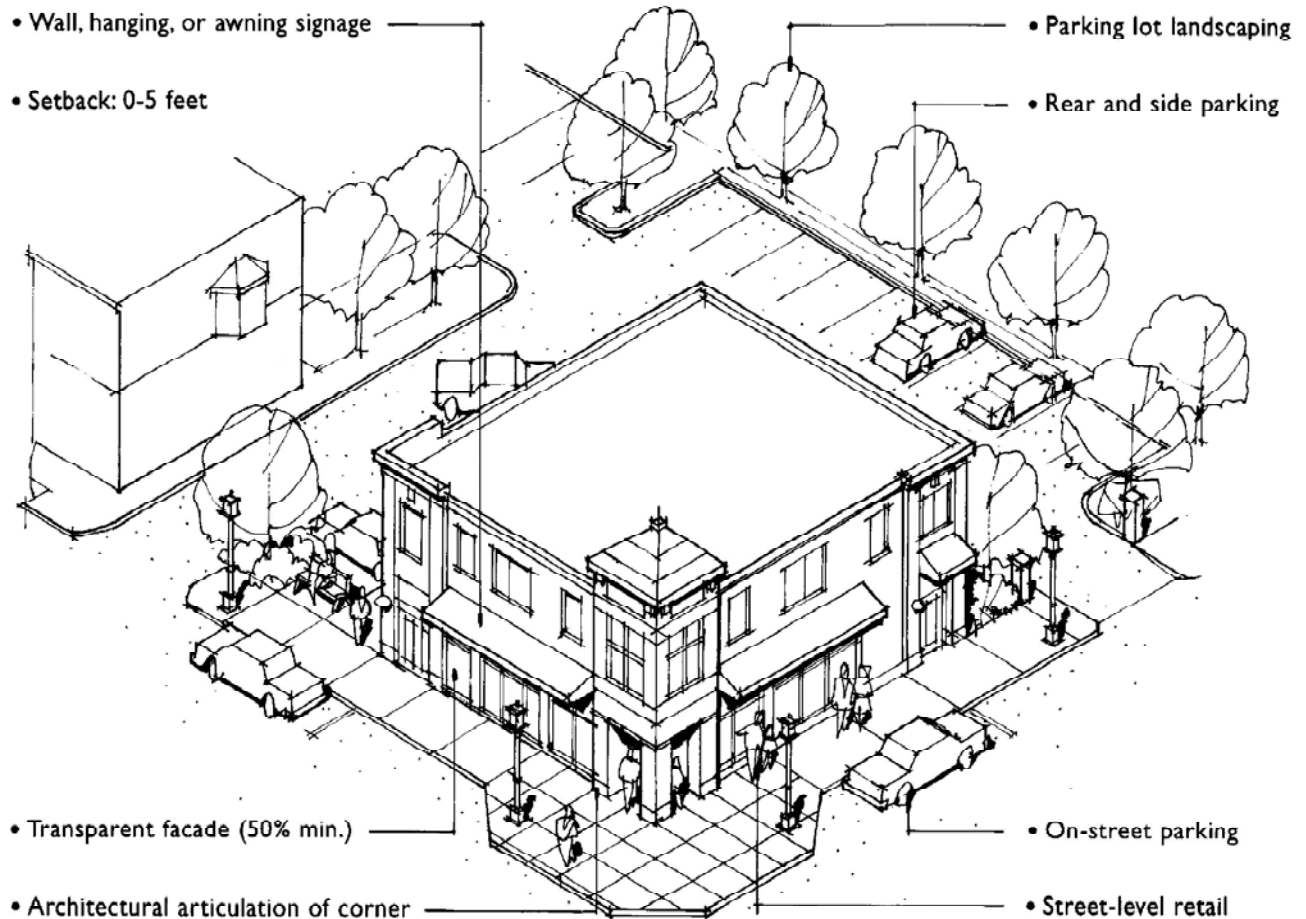 • Wall, hanging, or awning signage
• Setback: 0-5 feet
• Parking lot landscaping
• Rear and side parking
• Transparent facade (50% min.)
• Architectural articulation of corner
• On-street parking
• Street-level retail